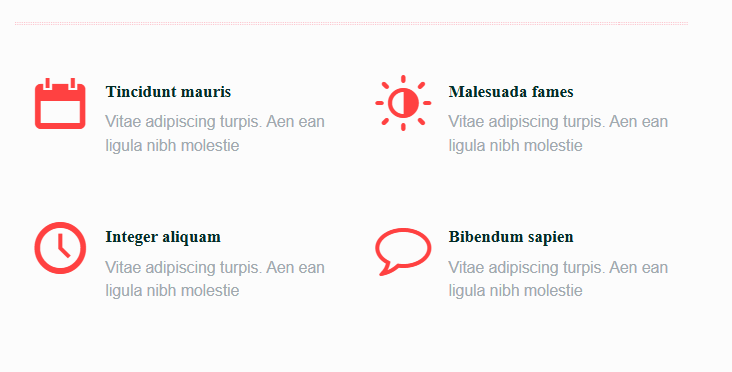 Tincidunt mauris
Vitae adipiscing turpis. Aen ean
ligula nibh molestie
Malesuada fames
Vitae adipiscing turpis. Aen ean
ligula nibh molestie
Integer aliquam
Vitae adipiscing turpis. Aen ean
ligula nibh molestie
Bibendum sapien
Vitae adipiscing turpis. Aen ean
ligula nibh molestie